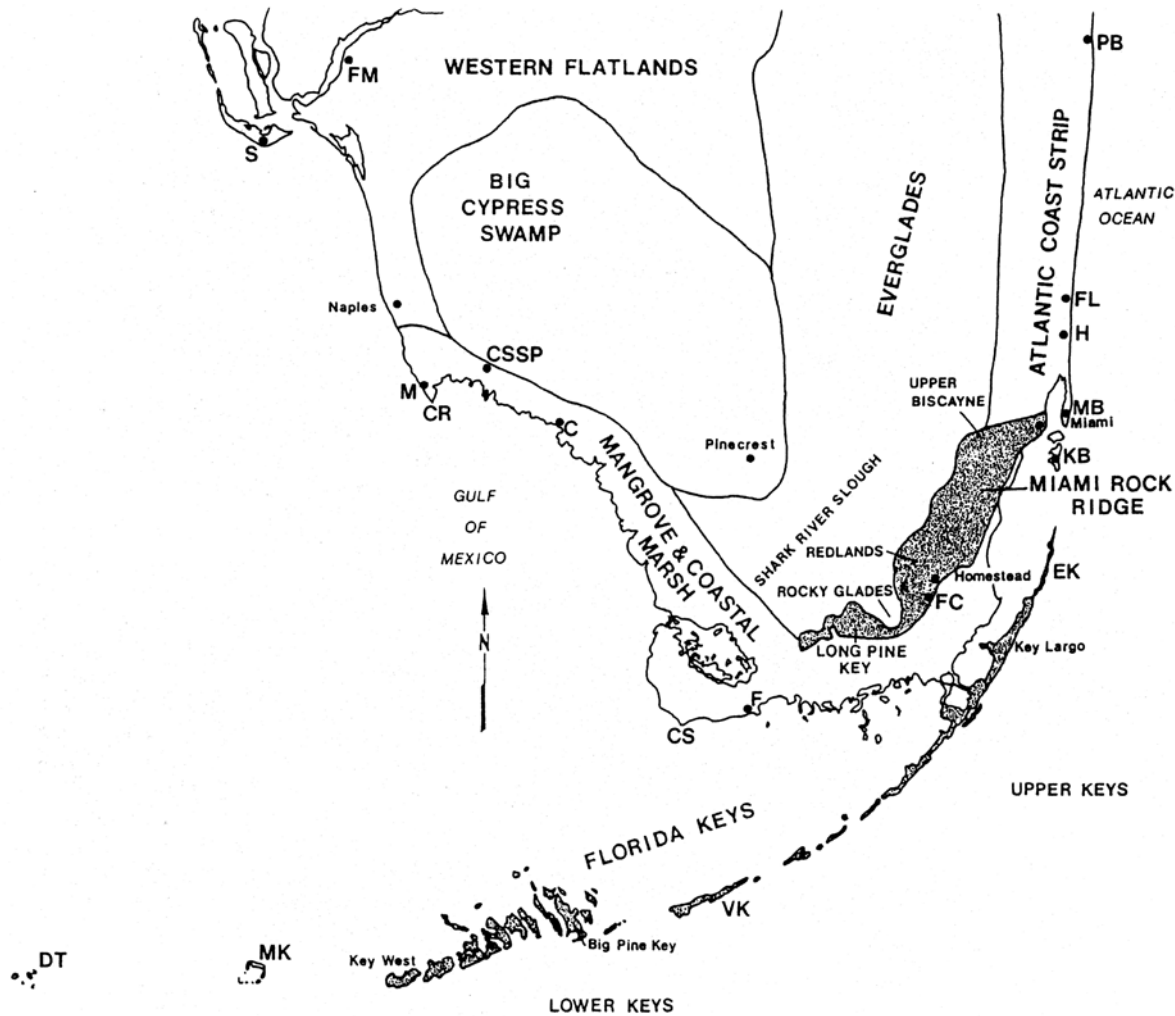 PB
FM
WESTERN FLATLANDS
S
BIG
CYPRESS
SWAMP
EVERGLADES
ATLANTIC COAST STRIP
ATLANTIC
OCEAN
Naples
FL
H
CSSP
M
CR
C
UPPER
BISCAYNE
MB
Miami
KB
Pinecrest
MIAMI ROCK
RIDGE
GULF
OF
MEXICO
N
MANGROVE & COASTAL
MARSH
SHARK RIVER SLOUGH
REDLANDS
Homestead
EK
ROCKY GLADES
FC
LONG PINE
KEY
Key Largo
F
CS
UPPER KEYS
FLORIDA KEYS
VK
Big Pine Key
DT
MK
Key West
LOWER KEYS